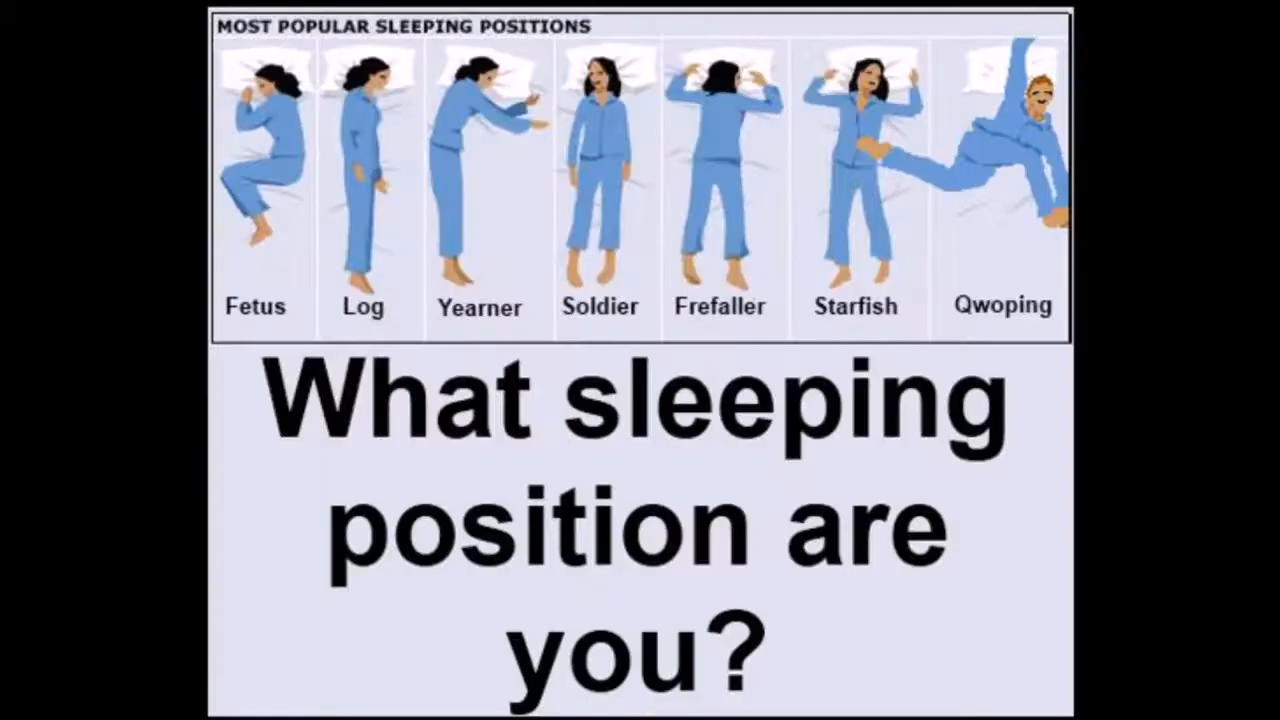 MOST POPULAR SLEEPING POSITIONS
Fetus Log Yearner Soldier Frefaller Starfish Qwoping
What sleeping
position are
you?